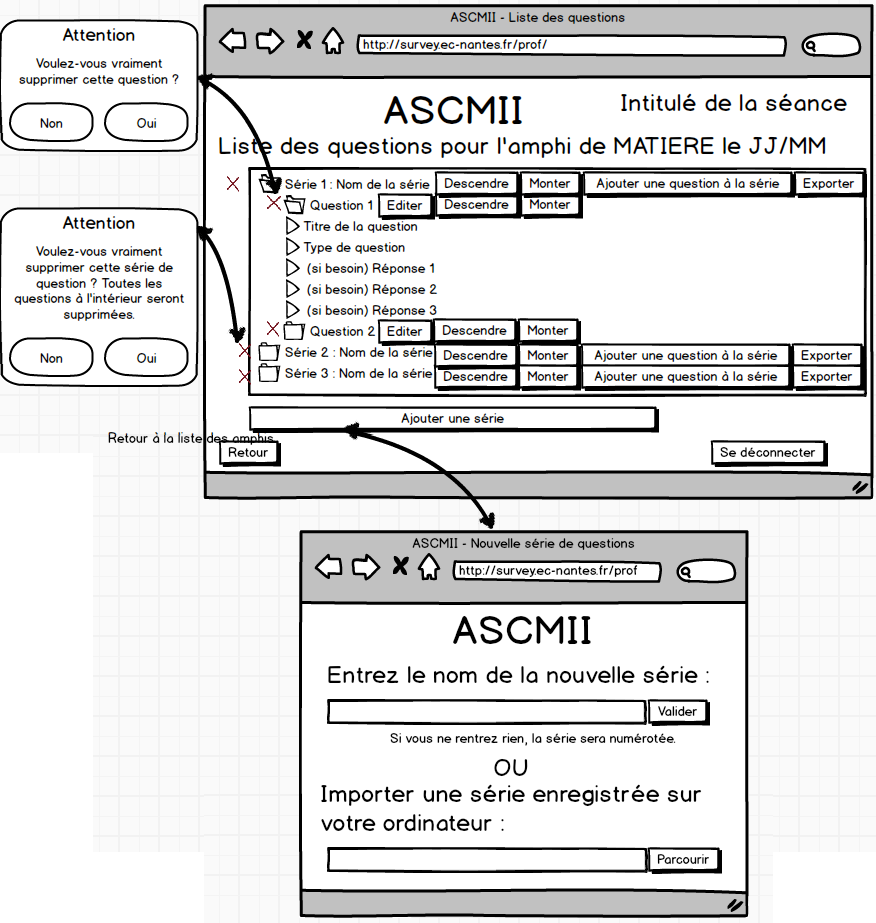 Attention
Voulez-vous vraiment
supprimer cette question ?
Non
Oui
Attention
Voulez-vous vraiment
supprimer cette série de
question ? Toutes les
questions à l'intérieur seront
supprimées.
Non
Oui
ASCMII - Liste des questions
http://survey.ec-nantes.fr/prof/
ASCMII
Intitulé de la séance
Liste des questions pour l'amphi de MATIERE le JJ/MM
Série 1 : Nom de la série Descendre Monter Ajouter une question à la série Exporter
Question 1 Editer Descendre Monter
Titre de la question
Type de question
(si besoin) Réponse 1
(si besoin) Réponse 2
(si besoin) Réponse 3
Question 2 Editer Descendre Monter
Série 2 : Nom de la série Descendre Monter Ajouter une question à la série Exporter
Série 3 : Nom de la série Descendre Monter Ajouter une question à la série Exporter
Ajouter une série
Retour à la liste des amphis
Retour
Se déconnecter
ASCMII - Nouvelle série de questions
http://survey.ec-nantes.fr/prof
ASCMII
Entrez le nom de la nouvelle série :
Valider
Si vous ne rentrez rien, la série sera numérotée.
OU
Importer une série enregistrée sur
votre ordinateur :
Parcourir